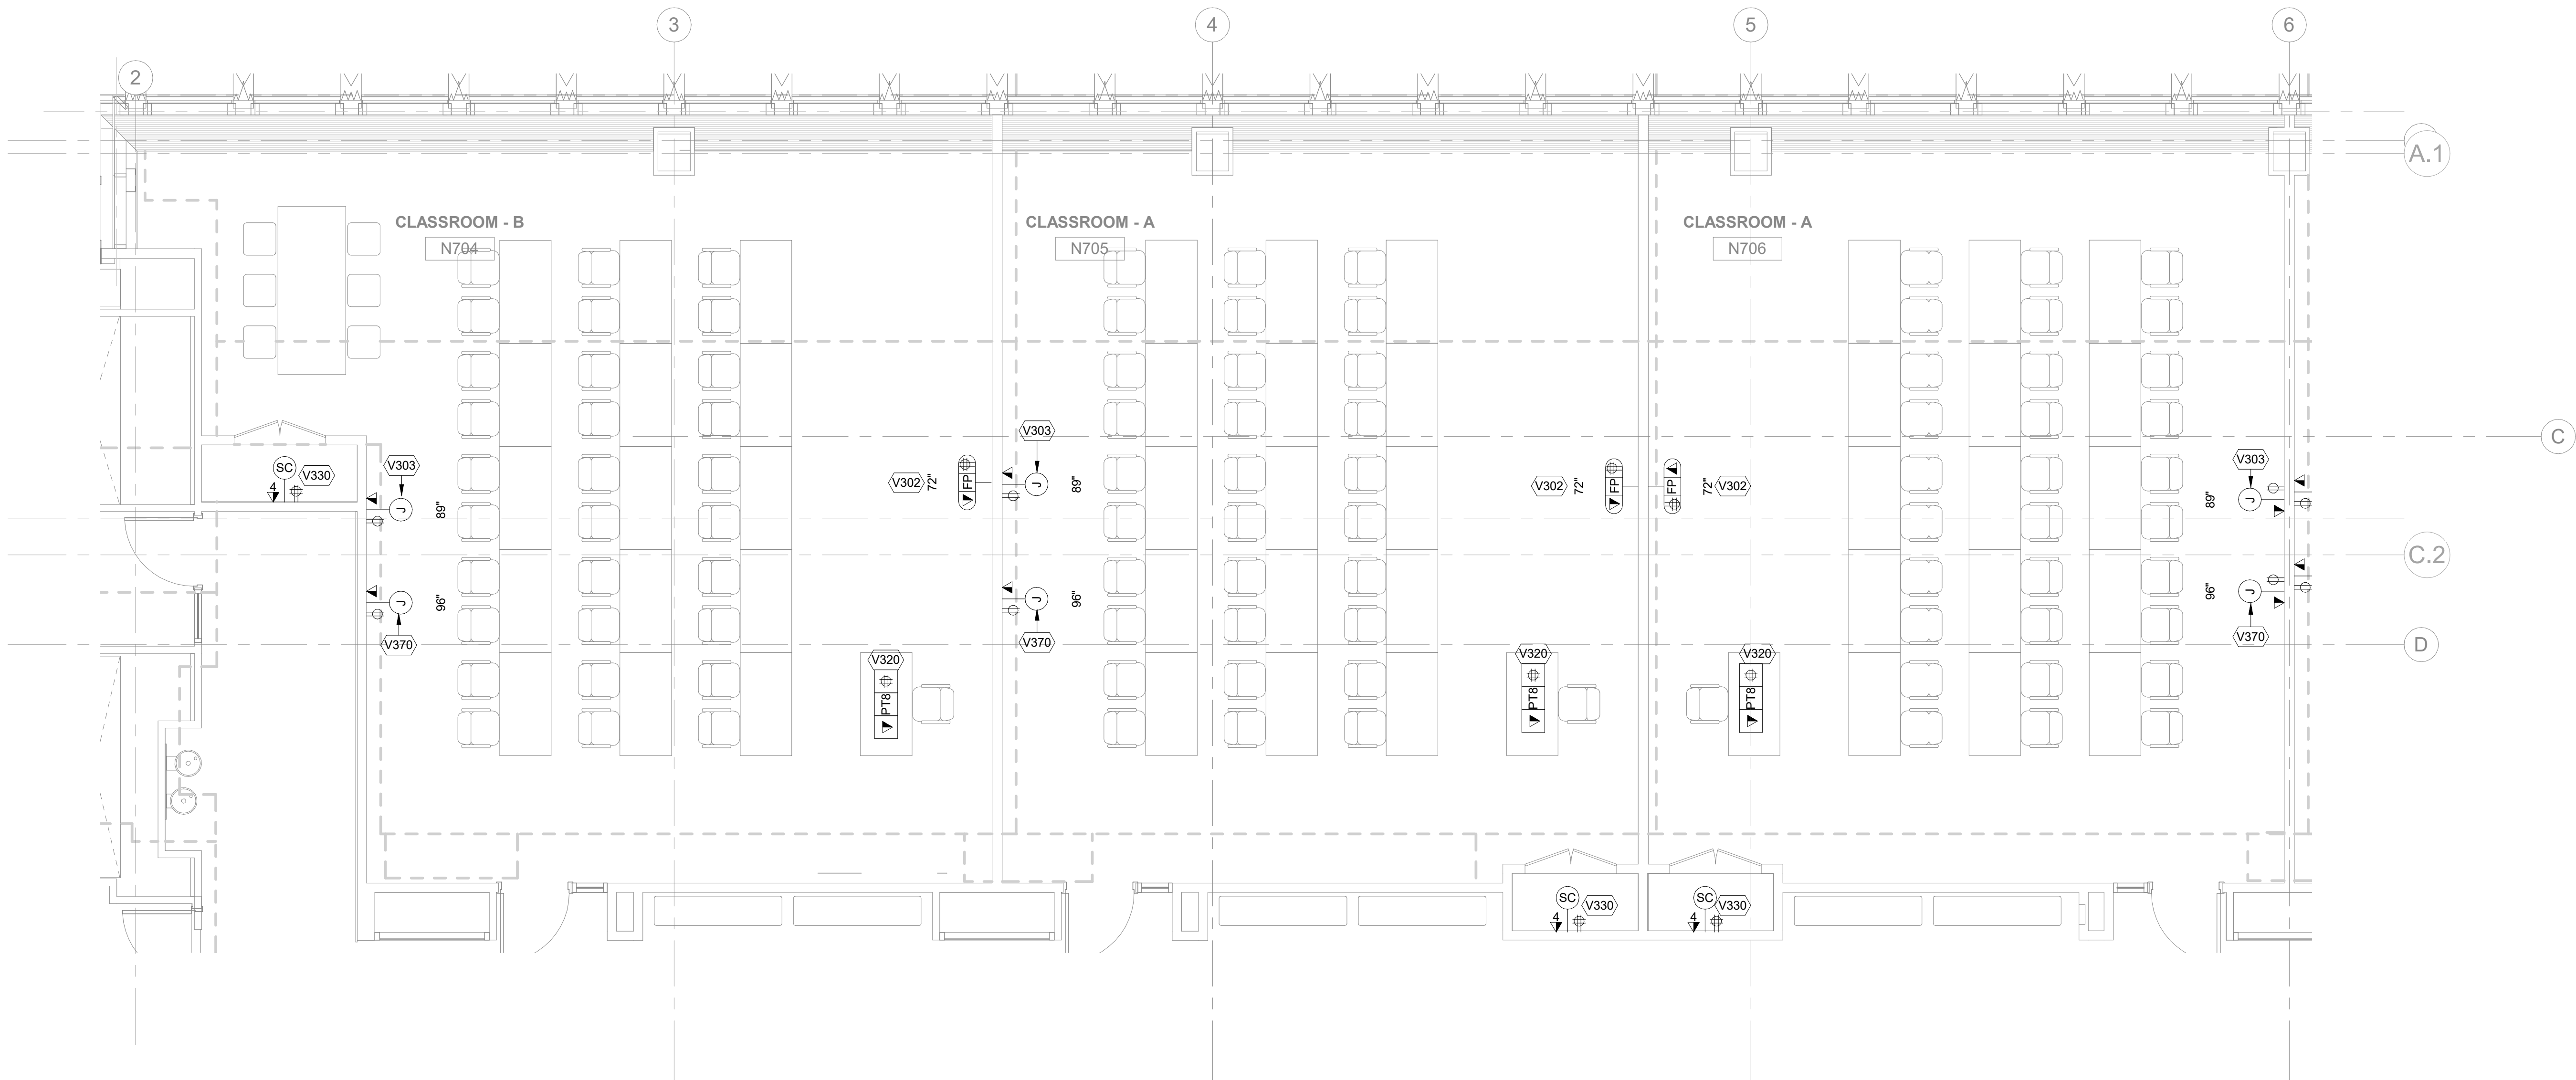 3
4
5
6
2
A.1
CLASSROOM - B
N704
CLASSROOM - A
N705
CLASSROOM - A
N706
C
V303
V303
V303
SC
V330
4
J
89"
V302
72"
FP
J
89"
V302
72"
FP
FP
72"
V302
89"
J
C.2
J
96"
V370
J
96"
V370
96"
J
V370
D
V320
PT8
V320
PT8
V320
PT8
SC
V330
4
SC
V330
4